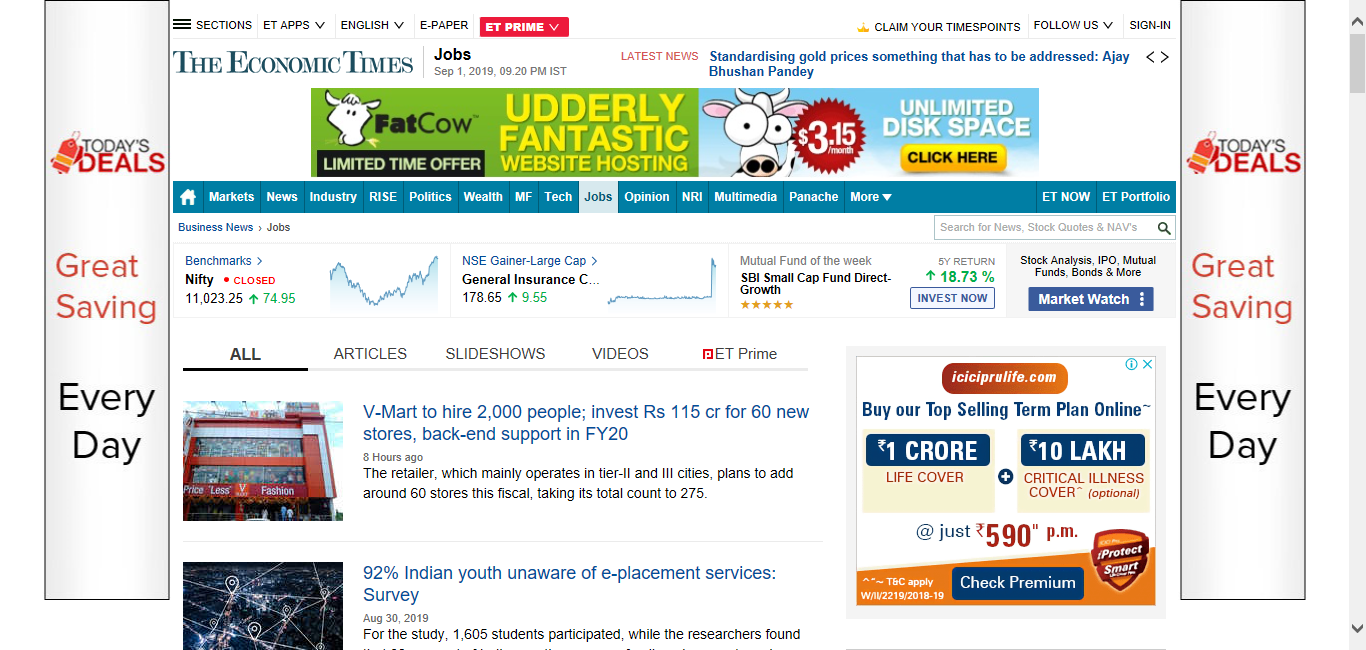 SECTIONS ET APPS ENGLISH E-PAPER ET PRIME CLAIM YOUR TIMESPOINTS FOLLOW US SIGN-IN
THE ECONOMIC TIMES
Jobs
Sep 1, 2019, 09.20 PM IST
LATEST NEWS Standardising gold prices something that has to be addressed: Ajay
Bhushan Pandey
FatCow™
LIMITED TIME OFFER
UDDERLY
FANTASTIC
WEBSITE HOSTING
$3.15
/month
UNLIMITED
DISK SPACE
CLICK HERE
TODAY'S
DEALS
Great
Saving
Every
Day
Markets News Industry RISE Politics Wealth MF Tech Jobs Opinion NRI Multimedia Panache More ▾ ET NOW ET Portfolio
Business News › Jobs
Search for News, Stock Quotes & NAV's
Benchmarks >
Nifty • CLOSED
11,023.25 ↑ 74.95
NSE Gainer-Large Cap >
General Insurance C...
178.65 ↑ 9.55
Mutual Fund of the week
SBI Small Cap Fund Direct-
Growth
★★★★★
5Y RETURN
↑ 18.73 %
INVEST NOW
Stock Analysis, IPO, Mutual
Funds, Bonds & More
Market Watch
ALL ARTICLES SLIDESHOWS VIDEOS ET Prime
V-Mart to hire 2,000 people; invest Rs 115 cr for 60 new
stores, back-end support in FY20
8 Hours ago
The retailer, which mainly operates in tier-II and III cities, plans to add
around 60 stores this fiscal, taking its total count to 275.
Price "Less" V Fashion
92% Indian youth unaware of e-placement services:
Survey
Aug 30, 2019
For the study, 1,605 students participated, while the researchers found
iciciprulife.com
Buy our Top Selling Term Plan Online~
₹1 CRORE
LIFE COVER
₹10 LAKH
CRITICAL ILLNESS
COVER^ (optional)
@ just ₹590" p.m.
iProtect
Smart
^^~ T&C apply
W/II/2219/2018-19
Check Premium
TODAY'S
DEALS
Great
Saving
Every
Day